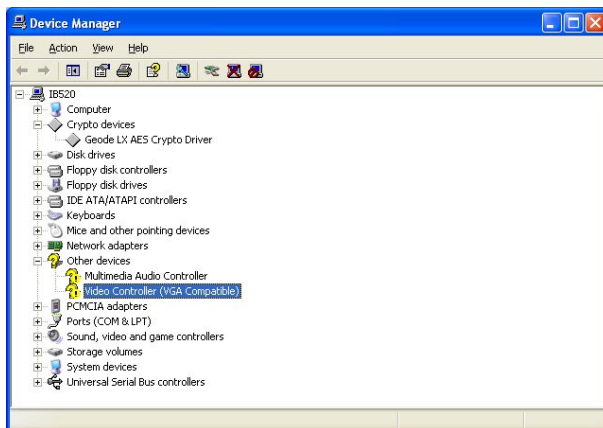 Device Manager
File Action View Help
IB520
Computer
Crypto devices
Geode LX AES Crypto Driver
Disk drives
Floppy disk controllers
Floppy disk drives
IDE ATA/ATAPI controllers
Keyboards
Mice and other pointing devices
Network adapters
Other devices
Multimedia Audio Controller
Video Controller (VGA Compatible)
PCMCIA adapters
Ports (COM & LPT)
Sound, video and game controllers
Storage volumes
System devices
Universal Serial Bus controllers